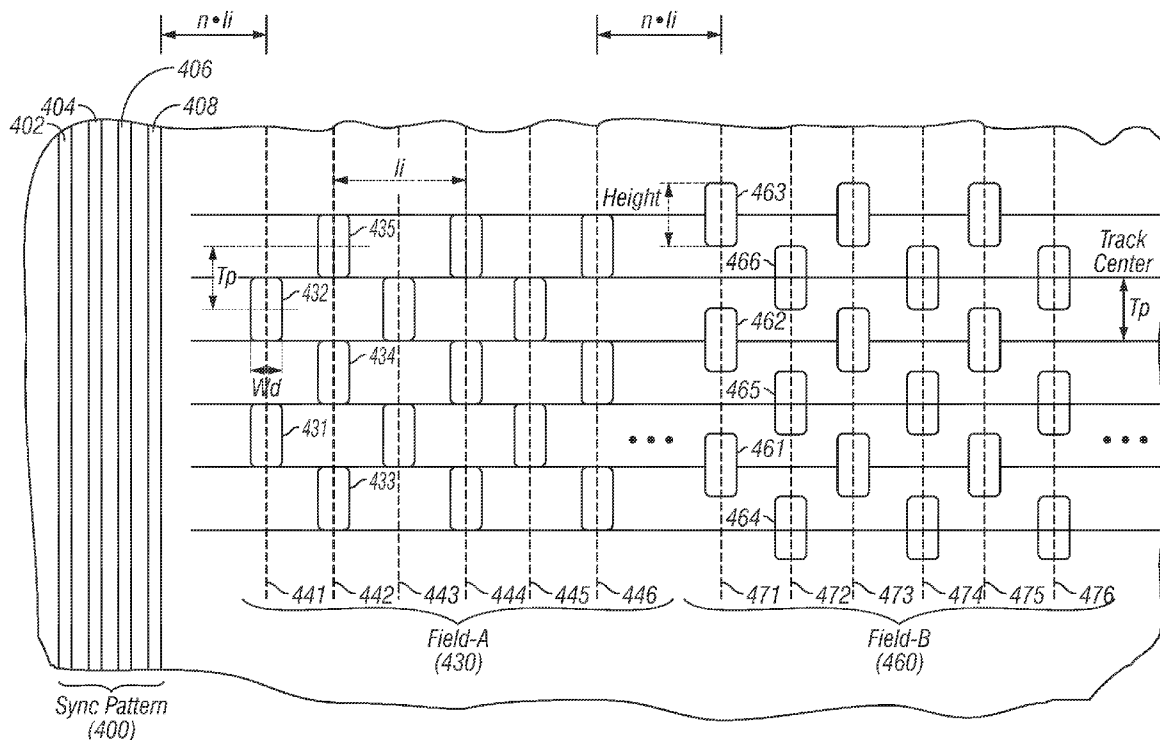 n•li
n•li
406
404
408
402
li
Height
463
435
466
Track
Center
Tp
432
462
Tp
434
Wd
465
431
461
433
464
441
442
443
444
445
446
471
472
473
474
475
476
Field-A
(430)
Field-B
(460)
Sync Pattern
(400)